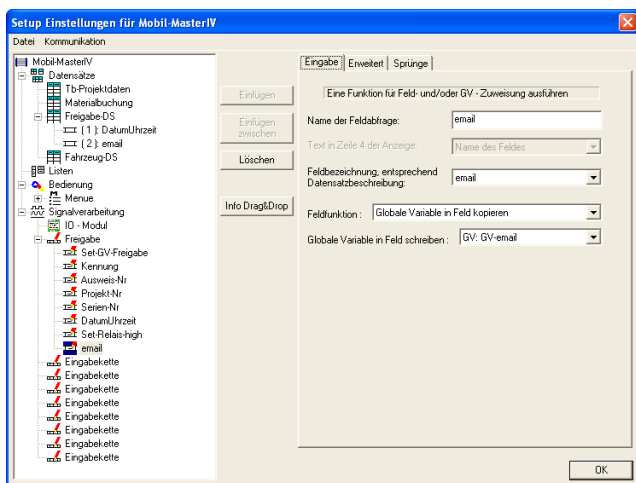 Setup Einstellungen für Mobil-MasterIV
Datei Kommunikation
Mobil-MasterIV
Datensätze
Tb-Projektdaten
Materialbuchung
Freigabe-DS
( 1 ): DatumUhrzeit
( 2 ): email
Fahrzeug-DS
Listen
Bedienung
Menue
Signalverarbeitung
IO - Modul
Freigabe
Set-GV-Freigabe
Kennung
Ausweis-Nr
Projekt-Nr
Serien-Nr
DatumUhrzeit
Set-Relais-high
email
Eingabekette
Eingabekette
Eingabekette
Eingabekette
Eingabekette
Eingabekette
Eingabekette
Eingabekette
Einfügen
Einfügen
zwischen
Löschen
Info Drag&Drop
Eingabe Erweitert Sprünge
Eine Funktion für Feld- und/oder GV - Zuweisung ausführen
Name der Feldabfrage: email
Text in Zeile 4 der Anzeige: Name des Feldes
Feldbezeichnung, entsprechend
Datensatzbeschreibung: email
Feldfunktion : Globale Variable in Feld kopieren
Globale Variable in Feld schreiben : GV: GV-email
OK